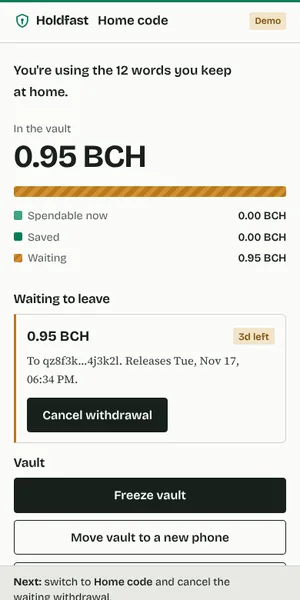 Holdfast Home code Demo
You're using the 12 words you keep
at home.
In the vault
0.95 BCH
Spendable now 0.00 BCH
Saved 0.00 BCH
Waiting 0.95 BCH
Waiting to leave
0.95 BCH 3d left
To qz8f3k...4j3k2l. Releases Tue, Nov 17,
06:34 PM.
Cancel withdrawal
Vault
Freeze vault
Move vault to a new phone
Next: switch to Home code and cancel the
waiting withdrawal.